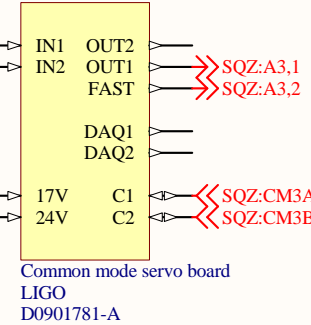 IN1 OUT2
IN2 OUT1 SQZ:A3,1
FAST SQZ:A3,2
DAQ1
DAQ2
17V C1 SQZ:CM3A
24V C2 SQZ:CM3B
Common mode servo board
LIGO
D0901781-A